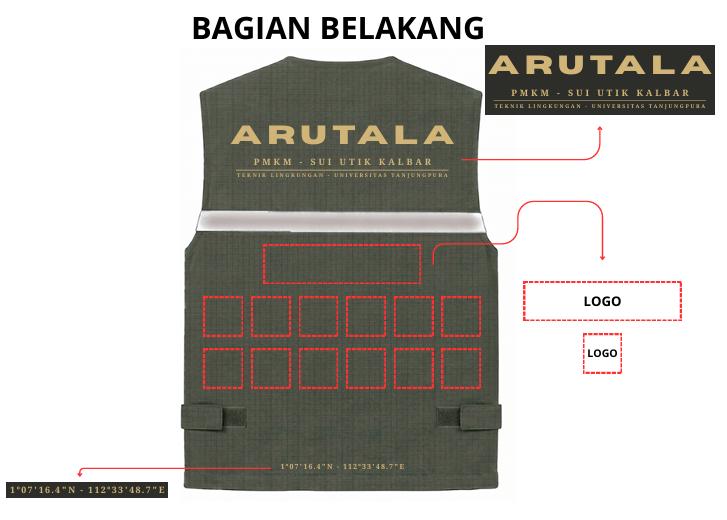 BAGIAN BELAKANG
ARUTALA
PMKM - SUI UTIK KALBAR
TEKNIK LINGKUNGAN - UNIVERSITAS TANJUNGPURA
ARUTALA
PMKM - SUI UTIK KALBAR
TEKNIK LINGKUNGAN - UNIVERSITAS TANJUNGPURA
LOGO
LOGO
1°07'16.4"N - 112°33'48.7"E
1°07'16.4"N - 112°33'48.7"E